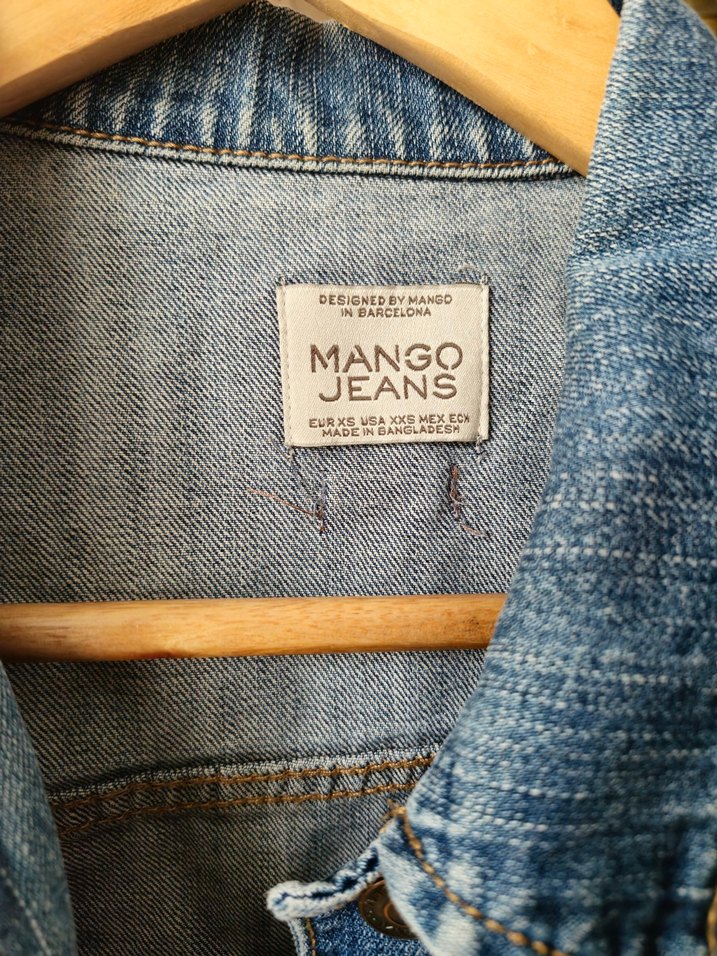 DESIGNED BY MANGO
IN BARCELONA
MANGO
JEANS
EUR XS USA XXS MEX ECH
MADE IN BANGLADESH